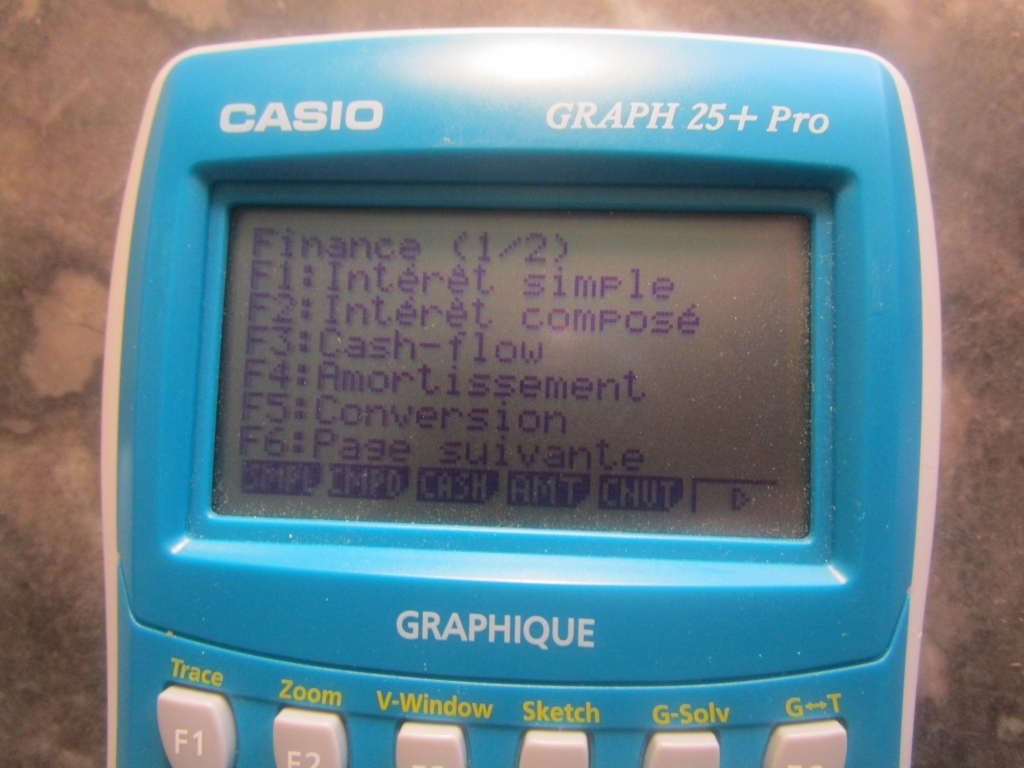 CASIO GRAPH 25+ Pro
Finance (1/2)
F1:Intérêt simple
F2:Intérêt composé
F3:Cash-flow
F4:Amortissement
F5:Conversion
F6:Page suivante
SMPL CASH AMT CNVT
GRAPHIQUE
Trace Zoom V-Window Sketch G-Solv G↔T
F1 F2